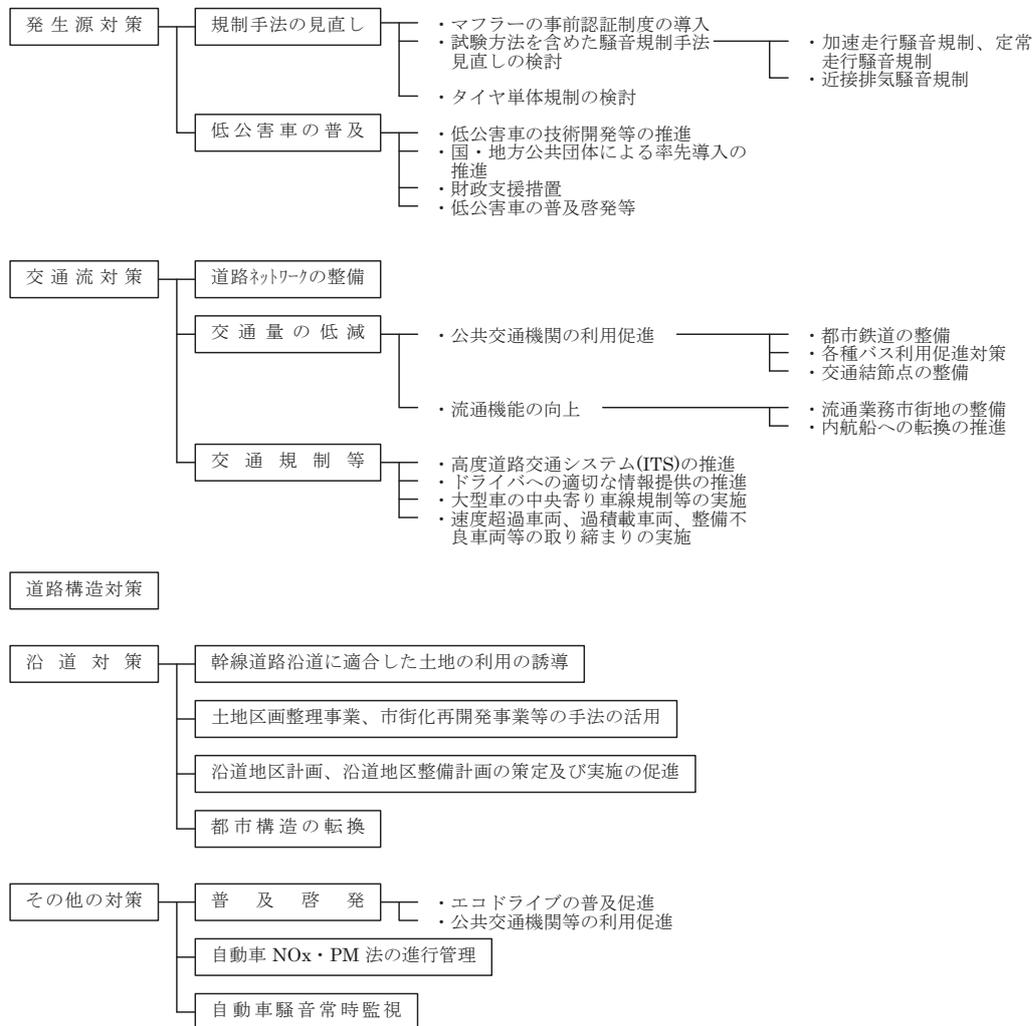 発生源対策
規制手法の見直し
・マフラーの事前認証制度の導入
・試験方法を含めた騒音規制手法
見直しの検討
・加速走行騒音規制、定常
走行騒音規制
・近接排気騒音規制
・タイヤ単体規制の検討
低公害車の普及
・低公害車の技術開発等の推進
・国・地方公共団体による率先導入の
推進
・財政支援措置
・低公害車の普及啓発等
交通流対策
道路ﾈｯﾄﾜｰｸの整備
交通量の低減
・公共交通機関の利用促進
・都市鉄道の整備
・各種バス利用促進対策
・交通結節点の整備
・流通機能の向上
・流通業務市街地の整備
・内航船への転換の推進
交通規制等
・高度道路交通システム(ITS)の推進
・ドライバへの適切な情報提供の推進
・大型車の中央寄り車線規制等の実施
・速度超過車両、過積載車両、整備不
良車両等の取り締まりの実施
道路構造対策
沿道対策
幹線道路沿道に適合した土地の利用の誘導
土地区画整理事業、市街化再開発事業等の手法の活用
沿道地区計画、沿道地区整備計画の策定及び実施の促進
都市構造の転換
その他の対策
普及啓発
・エコドライブの普及促進
・公共交通機関等の利用促進
自動車 NOx・PM 法の進行管理
自動車騒音常時監視